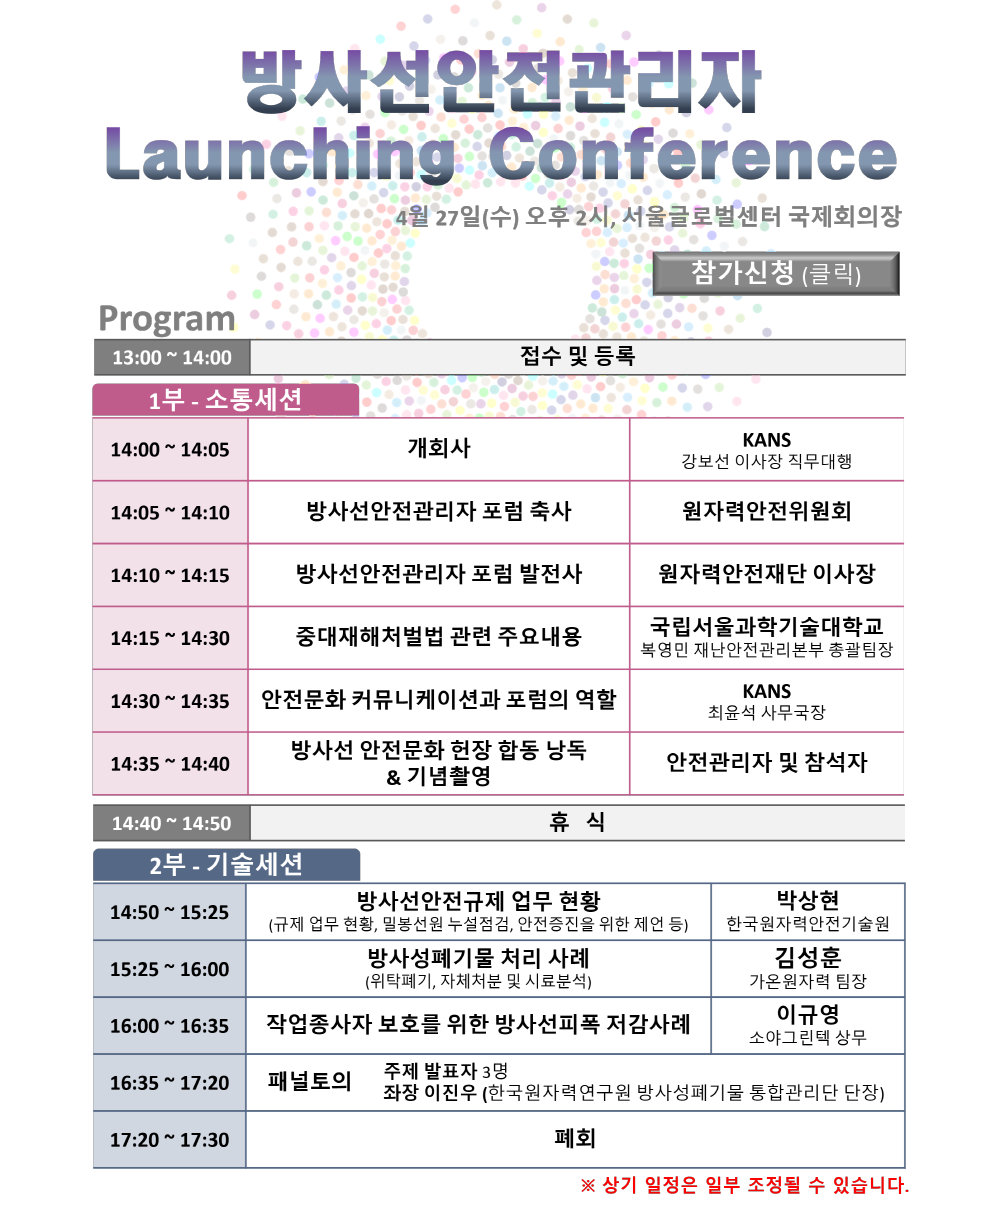 방사선안전관리자
Launching Conference
4월 27일(수) 오후 2시, 서울글로벌센터 국제회의장
참가신청 (클릭)
Program
13:00 ~ 14:00 접수 및 등록
1부 - 소통세션
14:00 ~ 14:05 개회사 KANS
강보선 이사장 직무대행
14:05 ~ 14:10 방사선안전관리자 포럼 축사 원자력안전위원회
14:10 ~ 14:15 방사선안전관리자 포럼 발전사 원자력안전재단 이사장
14:15 ~ 14:30 중대재해처벌법 관련 주요내용 국립서울과학기술대학교
복영민 재난안전관리본부 총괄팀장
14:30 ~ 14:35 안전문화 커뮤니케이션과 포럼의 역할 KANS
최윤석 사무국장
14:35 ~ 14:40 방사선 안전문화 헌장 합동 낭독
& 기념촬영 안전관리자 및 참석자
14:40 ~ 14:50 휴 식
2부 - 기술세션
14:50 ~ 15:25 방사선안전규제 업무 현황 박상현
(규제 업무 현황, 밀봉선원 누설점검, 안전증진을 위한 제언 등) 한국원자력안전기술원
15:25 ~ 16:00 방사성폐기물 처리 사례 김성훈
(위탁폐기, 자체처분 및 시료분석) 가온원자력 팀장
16:00 ~ 16:35 작업종사자 보호를 위한 방사선피폭 저감사례 이규영
소야그린텍 상무
16:35 ~ 17:20 패널토의 주제 발표자 3명
좌장 이진우 (한국원자력연구원 방사성폐기물 통합관리단 단장)
17:20 ~ 17:30 폐회
※ 상기 일정은 일부 조정될 수 있습니다.